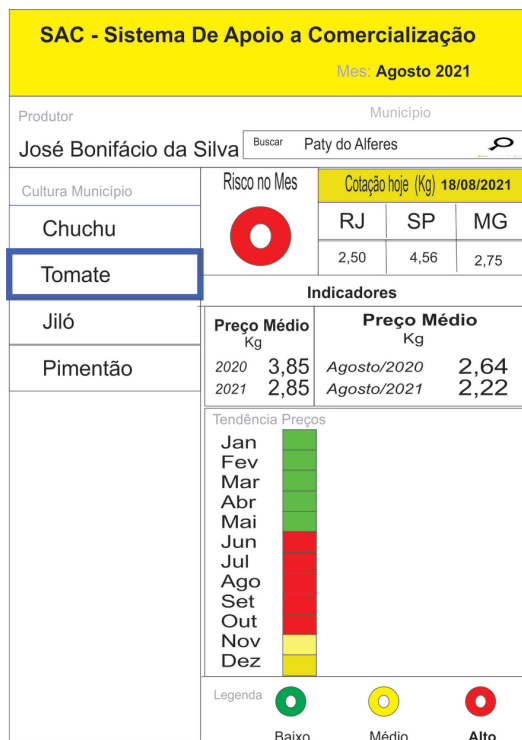 SAC - Sistema De Apoio a Comercialização
Mes: Agosto 2021
Produtor
Município
José Bonifácio da Silva
Buscar Paty do Alferes
Cultura Município
Chuchu
Tomate
Jiló
Pimentão
Risco no Mes
Cotação hoje (Kg) 18/08/2021
RJ SP MG
2,50 4,56 2,75
Indicadores
Preço Médio
Kg
2020 3,85
2021 2,85
Preço Médio
Kg
Agosto/2020 2,64
Agosto/2021 2,22
Tendência Preços
Jan
Fev
Mar
Abr
Mai
Jun
Jul
Ago
Set
Out
Nov
Dez
Legenda
Baixo Médio Alto